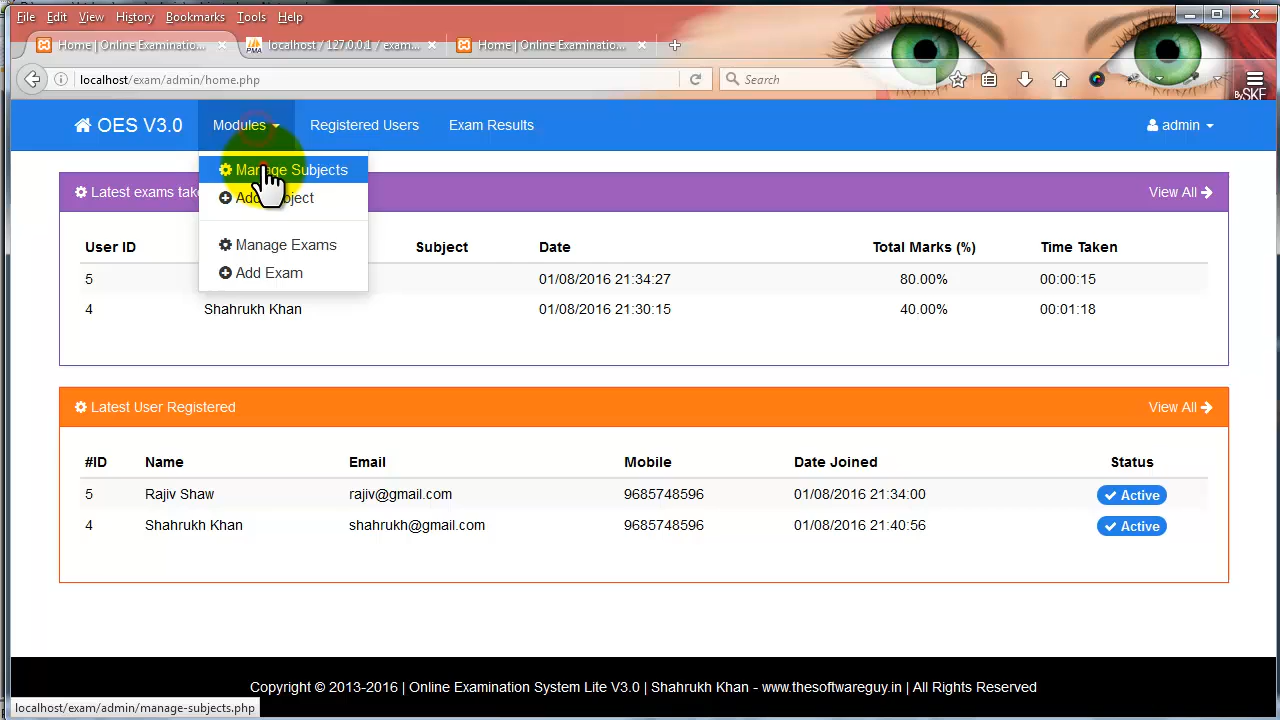 File Edit View History Bookmarks Tools Help
Home | Online Examination... × localhost / 127.0.0.1 / exam... × Home | Online Examination... × +
localhost/exam/admin/home.php Search
By SKF
OES V3.0 Modules Registered Users Exam Results admin
Manage Subjects
Add
Manage Exams
Add Exam
Latest exams View All
User ID Subject Date Total Marks (%) Time Taken
5 01/08/2016 21:34:27 80.00% 00:00:15
4 Shahrukh Khan 01/08/2016 21:30:15 40.00% 00:01:18
Latest User Registered View All
#ID Name Email Mobile Date Joined Status
5 Rajiv Shaw rajiv@gmail.com 9685748596 01/08/2016 21:34:00 Active
4 Shahrukh Khan shahrukh@gmail.com 9685748596 01/08/2016 21:40:56 Active
Copyright © 2013-2016 | Online Examination System Lite V3.0 | Shahrukh Khan - www.thesoftwareguy.in | All Rights Reserved
localhost/exam/admin/manage-subjects.php